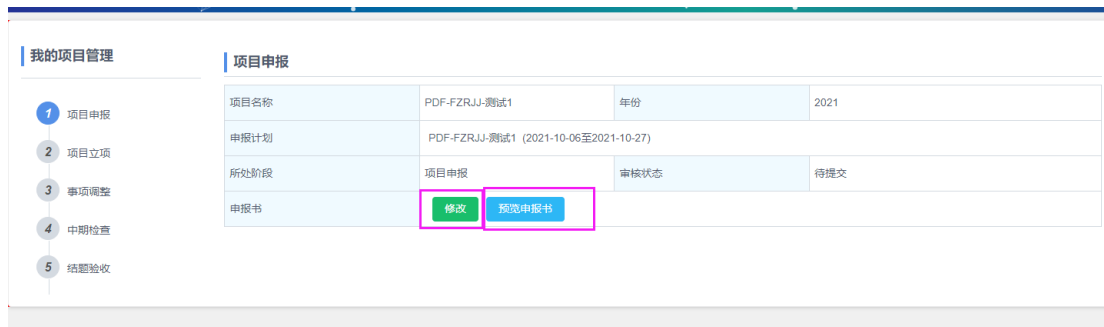 我的项目管理
1 项目申报
2 项目立项
3 事项调整
4 中期检查
5 结题验收
项目申报
项目名称 PDF-FZRJJ-测试1 年份 2021
申报计划 PDF-FZRJJ-测试1 (2021-10-06至2021-10-27)
所处阶段 项目申报 审核状态 待提交
申报书 修改 预览申报书